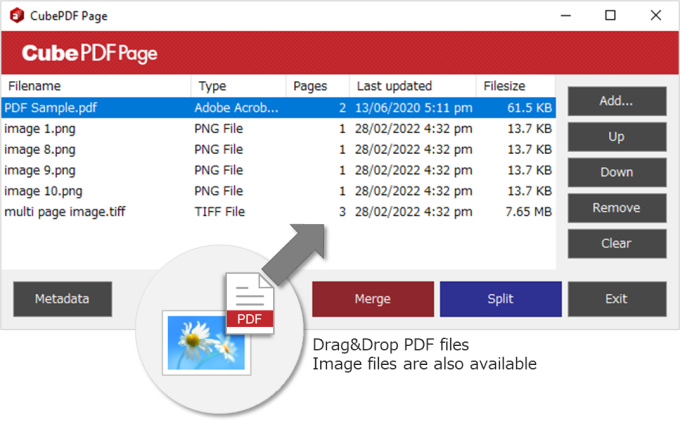 CubePDF Page
CubePDF Page
Filename Type Pages Last updated Filesize
PDF Sample.pdf Adobe Acrob... 2 13/06/2020 5:11 pm 61.5 KB
image 1.png PNG File 1 28/02/2022 4:32 pm 13.7 KB
image 8.png PNG File 1 28/02/2022 4:32 pm 13.7 KB
image 9.png PNG File 1 28/02/2022 4:32 pm 13.7 KB
image 10.png PNG File 1 28/02/2022 4:32 pm 13.7 KB
multi page image.tiff TIFF File 3 28/02/2022 4:32 pm 7.65 MB
Add...
Up
Down
Remove
Clear
Metadata Merge Split Exit
PDF
Drag&Drop PDF files
Image files are also available